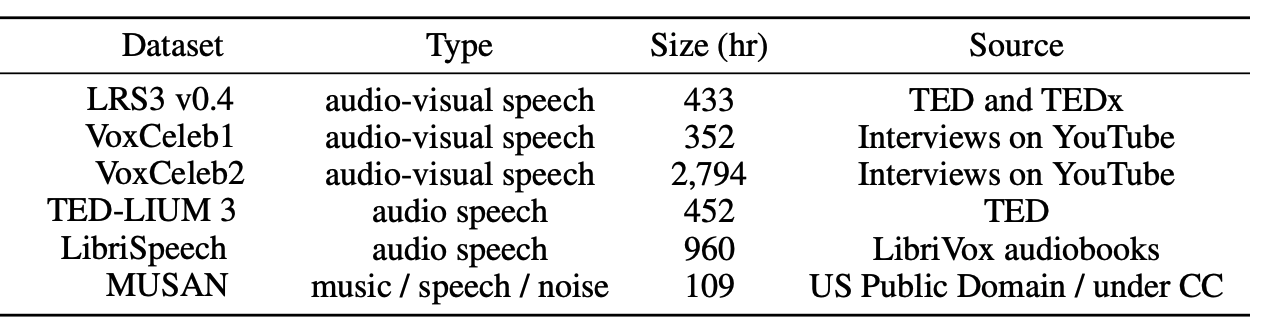 Dataset Type Size (hr) Source
LRS3 v0.4 audio-visual speech 433 TED and TEDx
VoxCeleb1 audio-visual speech 352 Interviews on YouTube
VoxCeleb2 audio-visual speech 2,794 Interviews on YouTube
TED-LIUM 3 audio speech 452 TED
LibriSpeech audio speech 960 LibriVox audiobooks
MUSAN music / speech / noise 109 US Public Domain / under CC